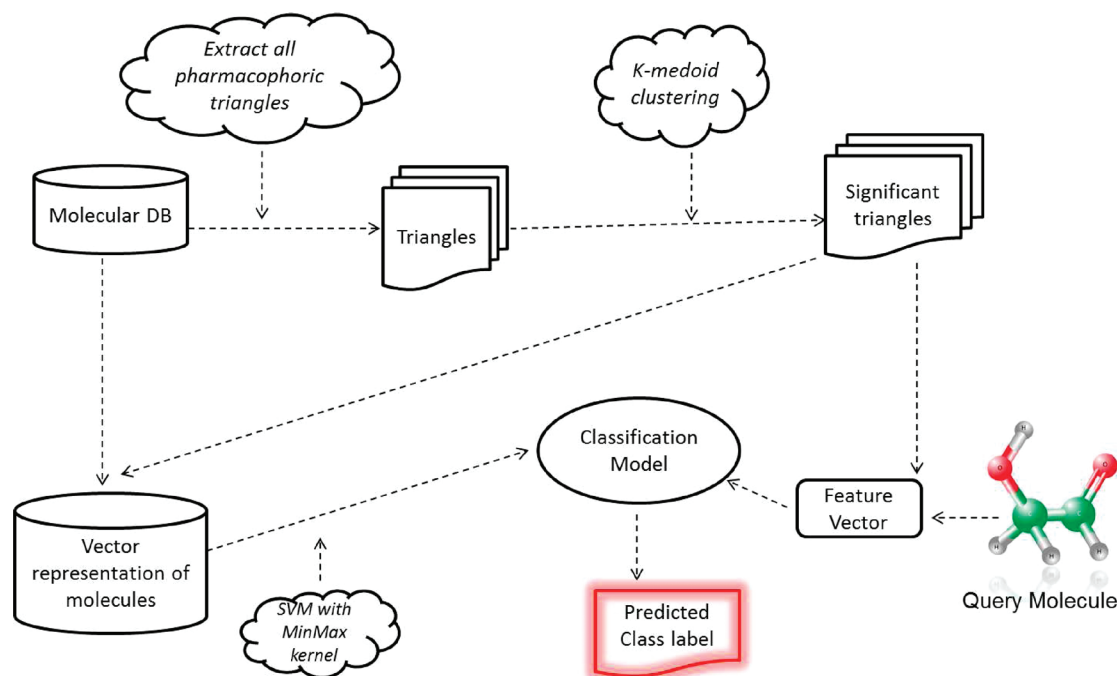 Extract all
pharmacophoric
triangles
K-medoid
clustering
Molecular DB
Triangles
Significant
triangles
Classification
Model
Feature
Vector
Vector
representation of
molecules
SVM with
MinMax
kernel
Predicted
Class label
Query Molecule